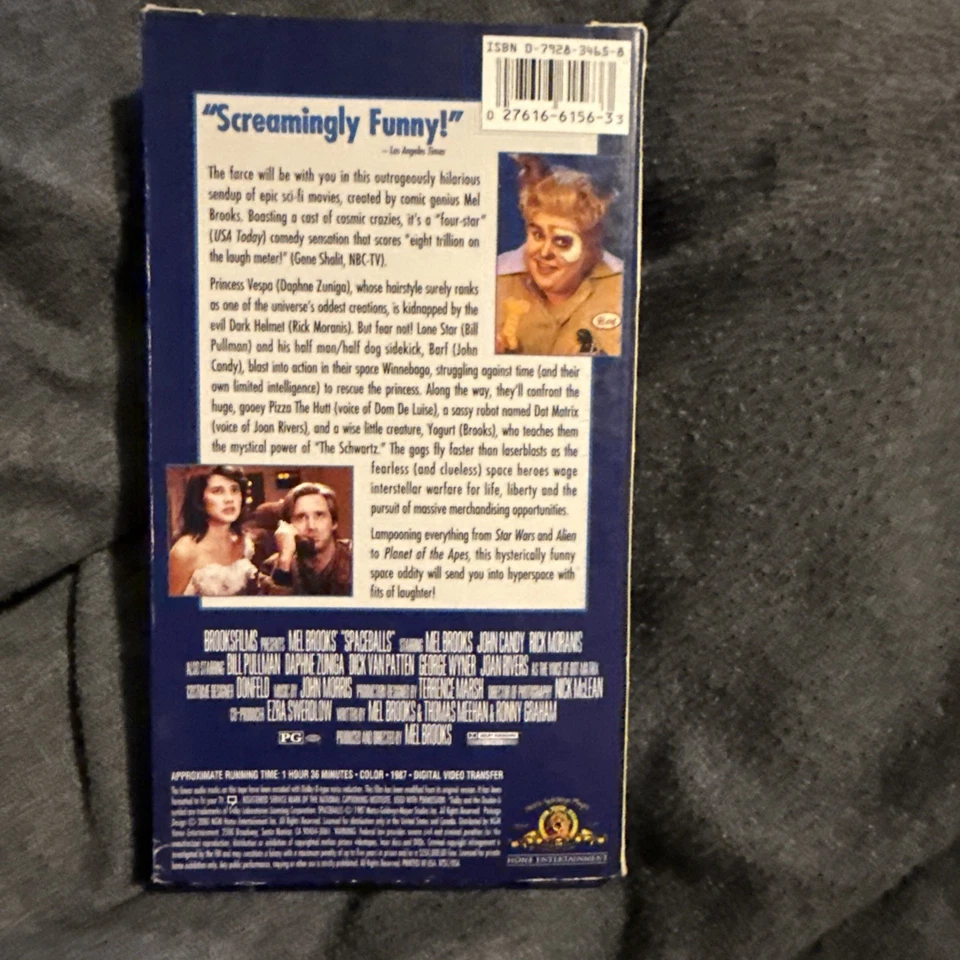 ISBN 0-7928-3465-8
0 27616-6156-3 3
"Screamingly Funny!"
– Los Angeles Times
The farce will be with you in this outrageously hilarious
sendup of epic sci-fi movies, created by comic genius Mel
Brooks. Boasting a cast of cosmic crazies, it's a "four-star"
(USA Today) comedy sensation that scores "eight trillion on
the laugh meter!" (Gene Shalit, NBC-TV).
Princess Vespa (Daphne Zuniga), whose hairstyle surely ranks
as one of the universe's oddest creations, is kidnapped by the
evil Dark Helmet (Rick Moranis). But fear not! Lone Star (Bill
Pullman) and his half man/half dog sidekick, Barf (John
Candy), blast into action in their space Winnebago, struggling against time (and their
own limited intelligence) to rescue the princess. Along the way, they'll confront the
huge, gooey Pizza The Hutt (voice of Dom De Luise), a sassy robot named Dot Matrix
(voice of Joan Rivers), and a wise little creature, Yogurt (Brooks), who teaches them
the mystical power of "The Schwartz." The gags fly faster than laserblasts as the
fearless (and clueless) space heroes wage
interstellar warfare for life, liberty and the
pursuit of massive merchandising opportunities.
Lampooning everything from Star Wars and Alien
to Planet of the Apes, this hysterically funny
space oddity will send you into hyperspace with
fits of laughter!
BROOKSFILMS PRESENTS MEL BROOKS' "SPACEBALLS" STARRING MEL BROOKS JOHN CANDY RICK MORANIS
ALSO STARRING BILL PULLMAN DAPHNE ZUNIGA DICK VAN PATTEN GEORGE WYNER JOAN RIVERS AS THE VOICE OF DOT MATRIX
COSTUME DESIGNER DONFELD MUSIC BY JOHN MORRIS PRODUCTION DESIGNED BY TERRENCE MARSH DIRECTOR OF PHOTOGRAPHY NICK McLEAN
CO-PRODUCER EZRA SWERDLOW WRITTEN BY MEL BROOKS & THOMAS MEEHAN & RONNY GRAHAM
PG PRODUCED AND DIRECTED BY MEL BROOKS
APPROXIMATE RUNNING TIME: 1 HOUR 36 MINUTES • COLOR • 1987 • DIGITAL VIDEO TRANSFER
HOME ENTERTAINMENT